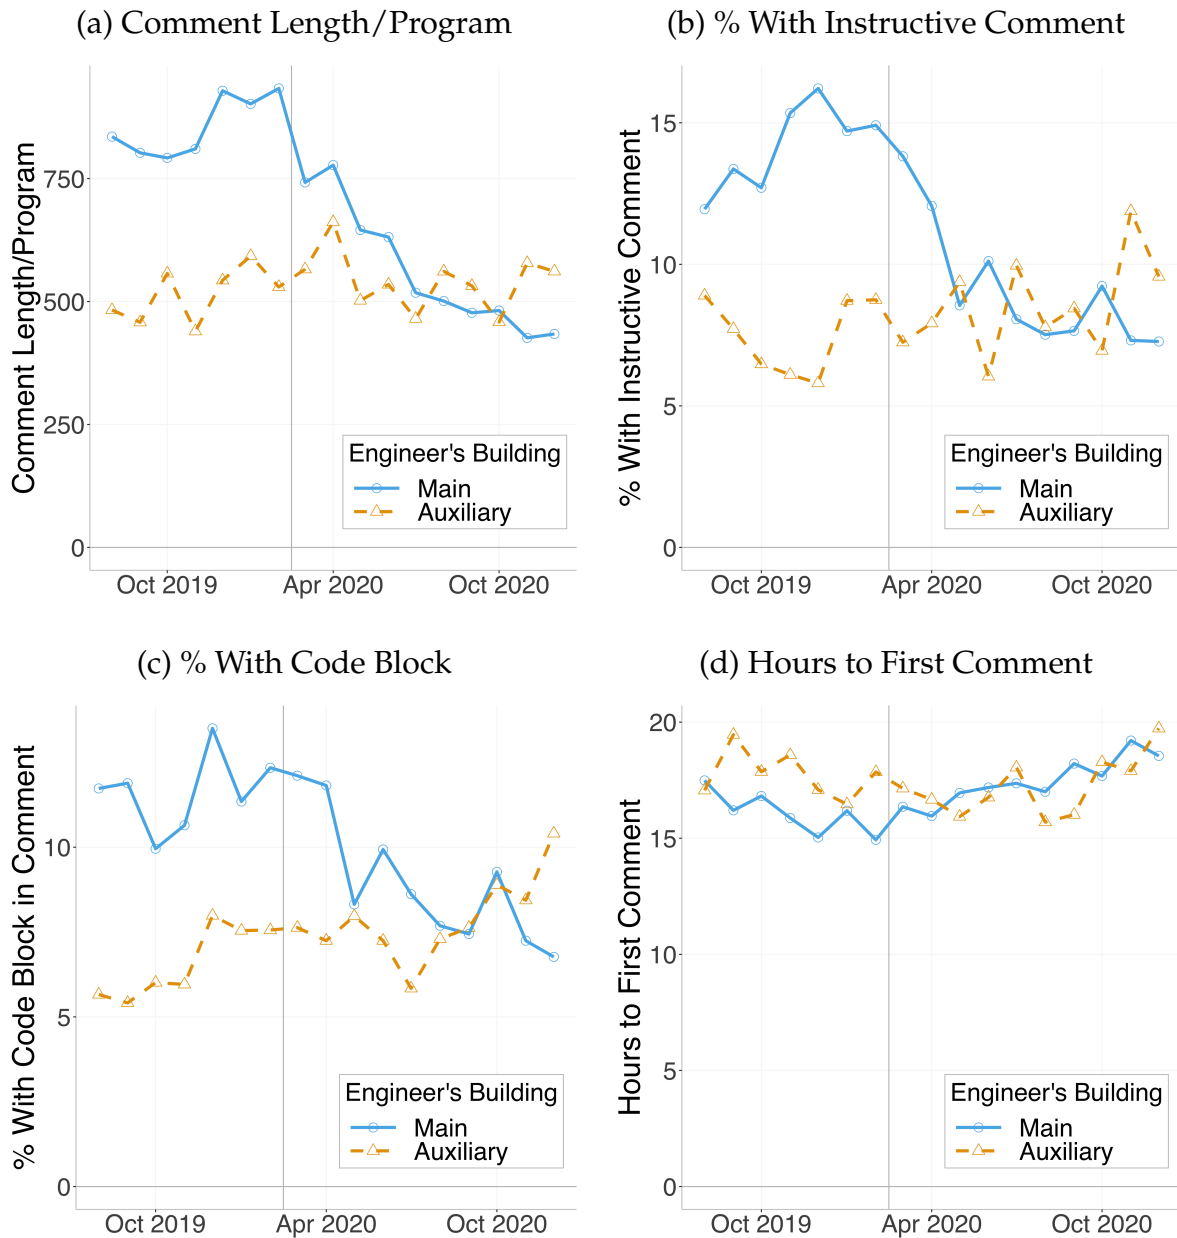 (a) Comment Length/Program
Comment Length/Program
750
500
250
0
Engineer's Building
Main
Auxiliary
Oct 2019
Apr 2020
Oct 2020
(b) % With Instructive Comment
% With Instructive Comment
15
10
5
0
Engineer's Building
Main
Auxiliary
Oct 2019
Apr 2020
Oct 2020
(c) % With Code Block
% With Code Block in Comment
10
5
0
Engineer's Building
Main
Auxiliary
Oct 2019
Apr 2020
Oct 2020
(d) Hours to First Comment
Hours to First Comment
20
15
10
5
0
Engineer's Building
Main
Auxiliary
Oct 2019
Apr 2020
Oct 2020